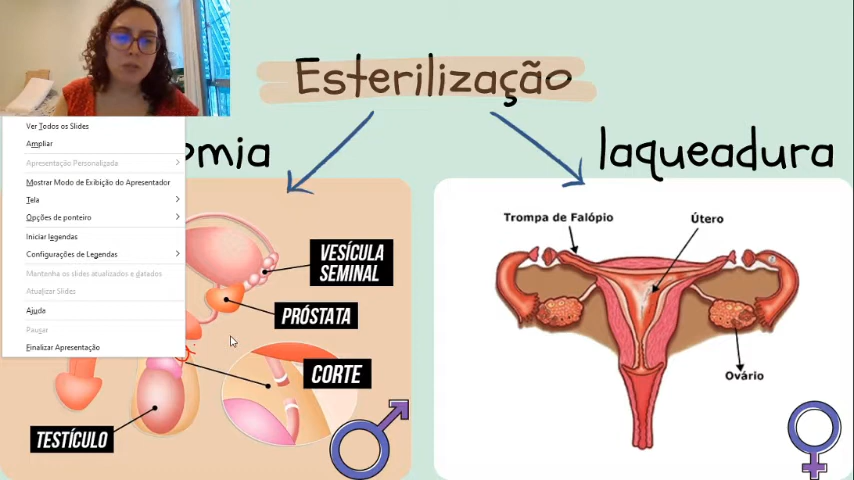 Esterilização
omia
laqueadura
Ver Todos os Slides
Ampliar
Apresentação Personalizada
Mostrar Modo de Exibição do Apresentador
Tela
Opções de ponteiro
Iniciar legendas
Configurações de Legendas
Mantenha os slides atualizados e datados
Atualizar Slides
Ajuda
Pausar
Finalizar Apresentação
VESÍCULA
SEMINAL
PRÓSTATA
CORTE
TESTÍCULO
Trompa de Falópio
Útero
Ovário